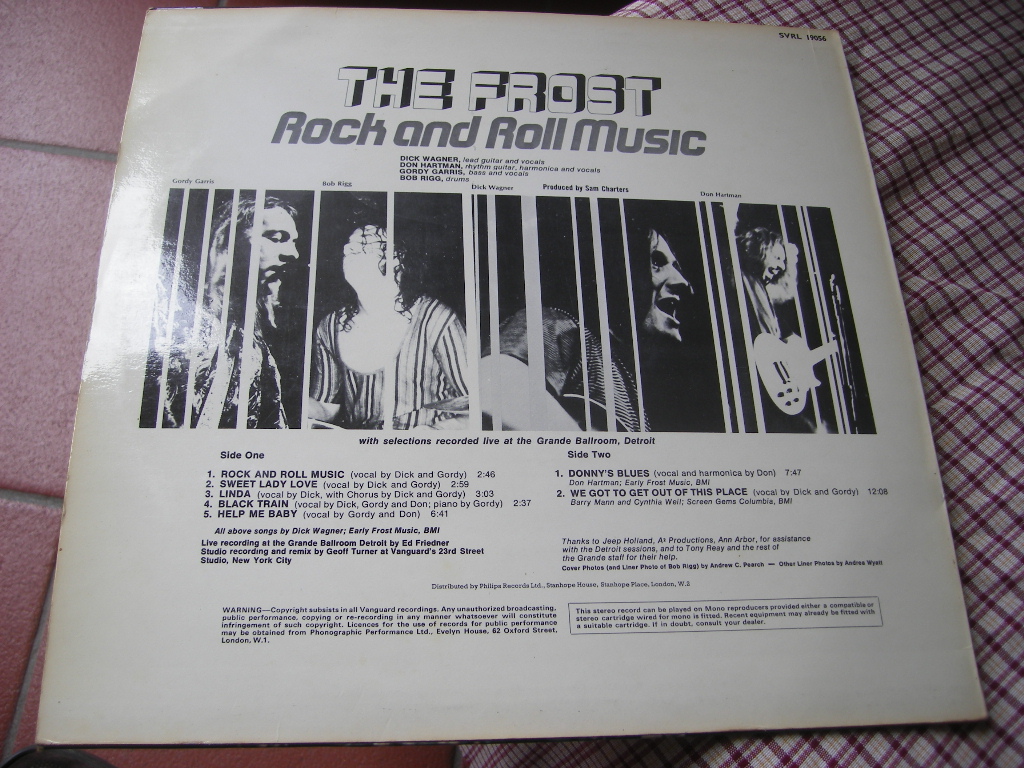 SVRL 19056
THE FROST
Rock and Roll Music
DICK WAGNER, lead guitar and vocals
DON HARTMAN, rhythm guitar, harmonica and vocals
GORDY GARRIS, bass and vocals
BOB RIGG, drums
Produced by Sam Charters
Gordy Garris
Bob Rigg
Dick Wagner
Don Hartman
with selections recorded live at the Grande Ballroom, Detroit
Side One
1. ROCK AND ROLL MUSIC (vocal by Dick and Gordy) 2:46
2. SWEET LADY LOVE (vocal by Dick and Gordy) 2:59
3. LINDA (vocal by Dick, with Chorus by Dick and Gordy) 3:03
4. BLACK TRAIN (vocal by Dick, Gordy and Don; piano by Gordy) 2:37
5. HELP ME BABY (vocal by Gordy and Don) 6:41
All above songs by Dick Wagner; Early Frost Music, BMI
Live recording at the Grande Ballroom Detroit by Ed Friedner
Studio recording and remix by Geoff Turner at Vanguard's 23rd Street
Studio, New York City
Side Two
1. DONNY'S BLUES (vocal and harmonica by Don) 7:47
Don Hartman; Early Frost Music, BMI
2. WE GOT TO GET OUT OF THIS PLACE (vocal by Dick and Gordy) 12:08
Barry Mann and Cynthia Weil; Screen Gems Columbia, BMI
Thanks to Jeep Holland, A² Productions, Ann Arbor, for assistance
with the Detroit sessions, and to Tony Reay and the rest of
the Grande staff for their help.
Cover Photos (and Liner Photo of Bob Rigg) by Andrew C. Pearch — Other Liner Photos by Andrea Wyatt
Distributed by Philips Records Ltd., Stanhope House, Stanhope Place, London, W.2
WARNING—Copyright subsists in all Vanguard recordings. Any unauthorized broadcasting,
public performance, copying or re-recording in any manner whatsoever will constitute
infringement of such copyright. Licences for the use of records for public performance
may be obtained from Phonographic Performance Ltd., Evelyn House, 62 Oxford Street,
London, W.1.
This stereo record can be played on Mono reproducers provided either a compatible or
stereo cartridge wired for mono is fitted. Recent equipment may already be fitted with
a suitable cartridge. If in doubt, consult your dealer.